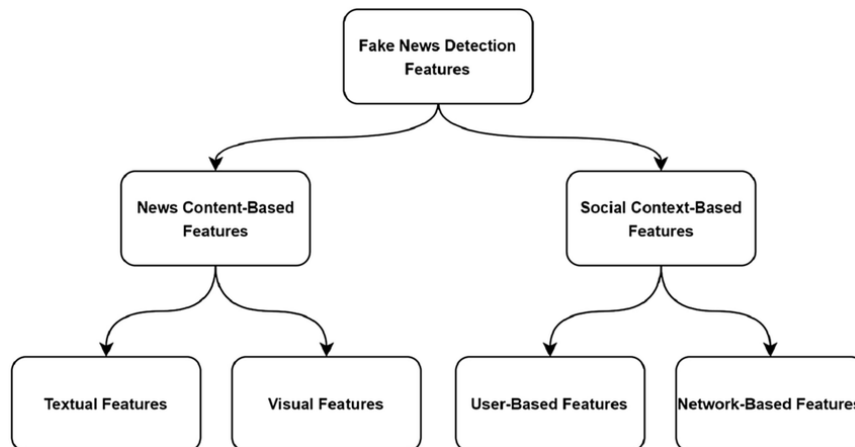 Fake News Detection
Features
News Content-Based
Features
Social Context-Based
Features
Textual Features
Visual Features
User-Based Features
Network-Based Features